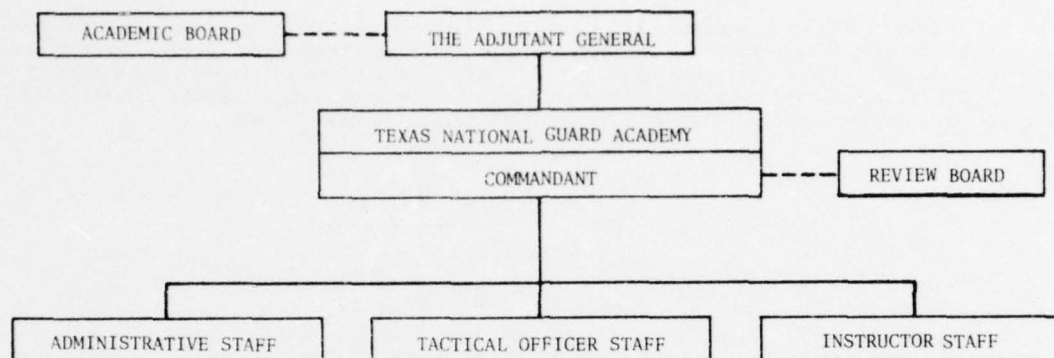 ACADEMIC BOARD
THE ADJUTANT GENERAL
TEXAS NATIONAL GUARD ACADEMY
COMMANDANT
REVIEW BOARD
ADMINISTRATIVE STAFF
TACTICAL OFFICER STAFF
INSTRUCTOR STAFF